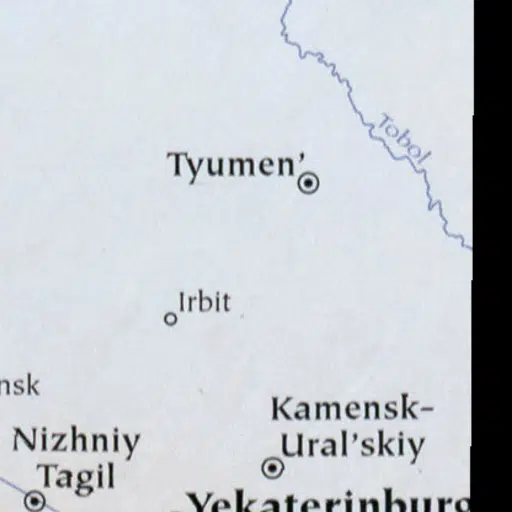 Tobol
Tyumen'
Irbit
nsk
Kamensk-
Ural'skiy
Nizhniy
Tagil
Yekaterinburg